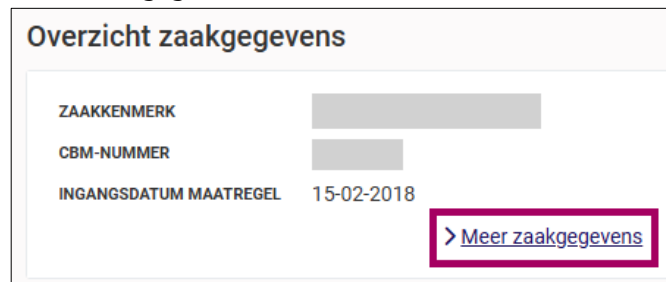 Overzicht zaakgegevens
ZAAKKENMERK
CBM-NUMMER
INGANGSDATUM MAATREGEL 15-02-2018
Meer zaakgegevens